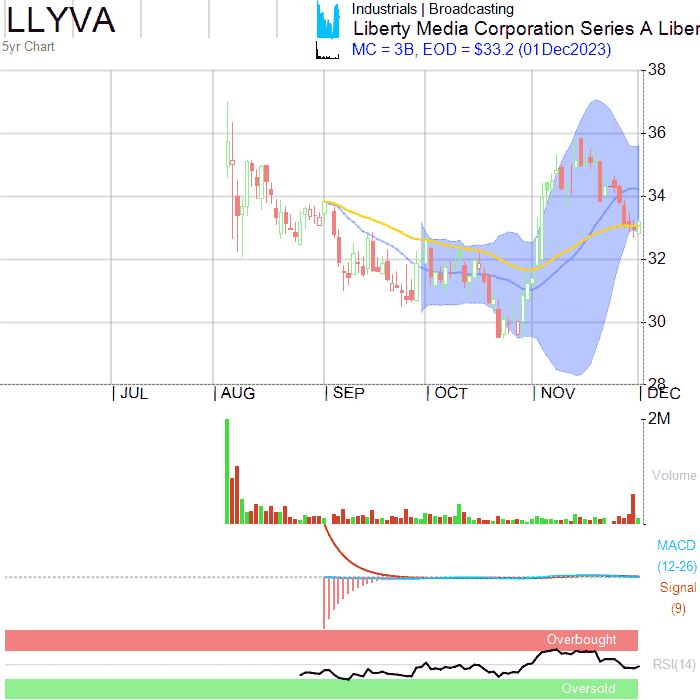 LLYVA
5yr Chart
Industrials | Broadcasting
Liberty Media Corporation Series A Liber
MC = 3B, EOD = $33.2 (01Dec2023)
38
36
34
32
30
28
| JUL | AUG | SEP | OCT | NOV | DEC
2M
Volume
MACD
(12-26)
Signal
(9)
Overbought
RSI(14)
Oversold